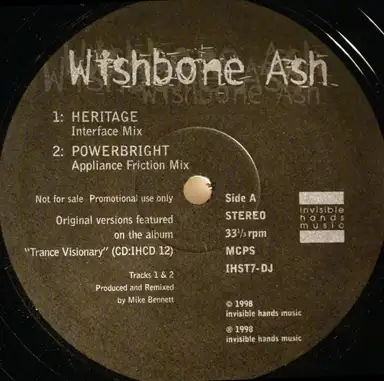 Wishbone Ash
Wishbone Ash
1: HERITAGE
Interface Mix
2: POWERBRIGHT
Appliance Friction Mix
Not for sale Promotional use only
Original versions featured
on the album
"Trance Visionary" (CD:IHCD 12)
Tracks 1 & 2
Produced and Remixed
by Mike Bennett
Side A
STEREO
33⅓ rpm
MCPS
IHST7-DJ
invisible
hands
music
© 1998
invisible hands music
℗ 1998
invisible hands music